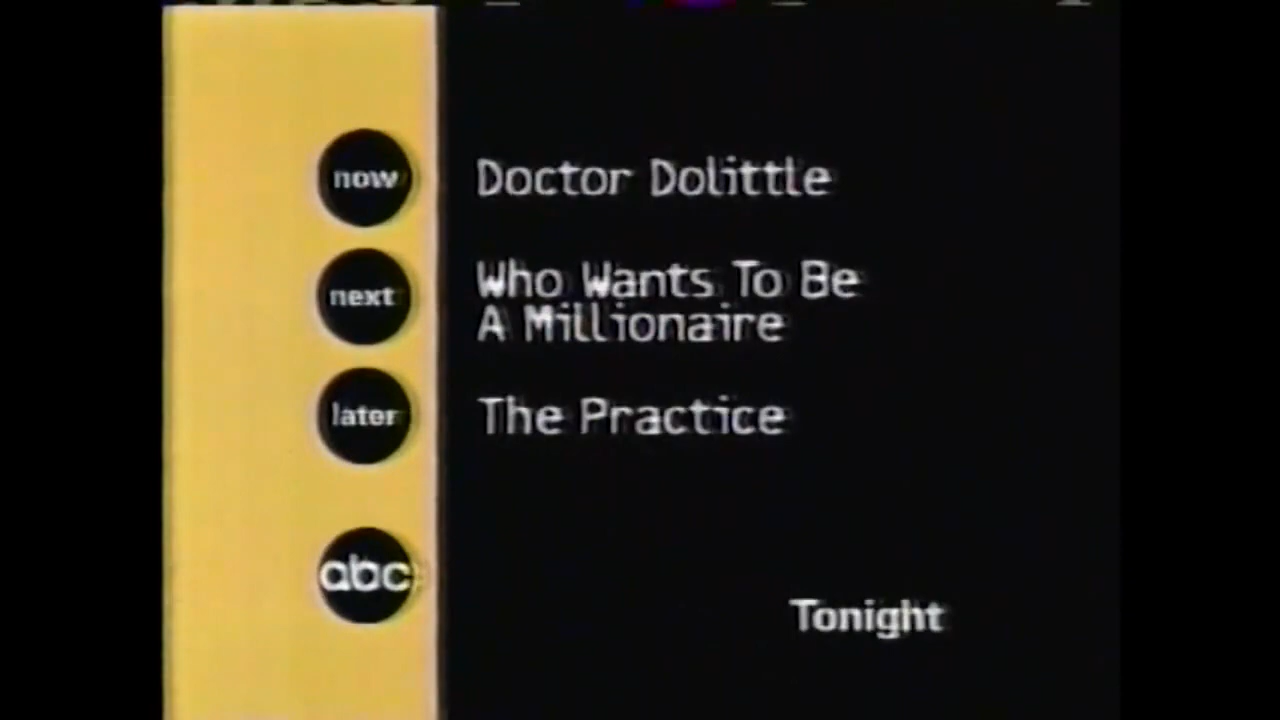 now
Doctor Dolittle
next
Who Wants To Be
A Millionaire
later
The Practice
abc
Tonight